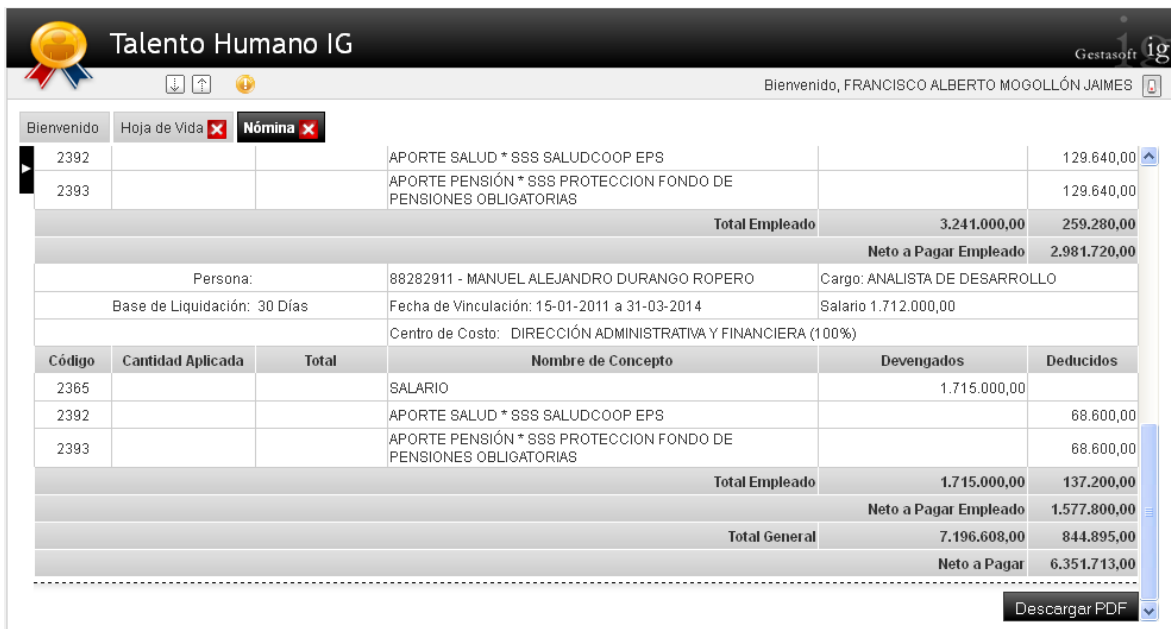 Talento Humano IG
Gestasoft ig
Bienvenido, FRANCISCO ALBERTO MOGOLLÓN JAIMES
Bienvenido Hoja de Vida Nómina
2392 APORTE SALUD * SSS SALUDCOOP EPS 129.640,00
2393 APORTE PENSIÓN * SSS PROTECCION FONDO DE
PENSIONES OBLIGATORIAS 129.640,00
Total Empleado 3.241.000,00 259.280,00
Neto a Pagar Empleado 2.981.720,00
Persona: 88282911 - MANUEL ALEJANDRO DURANGO ROPERO Cargo: ANALISTA DE DESARROLLO
Base de Liquidación: 30 Días Fecha de Vinculación: 15-01-2011 a 31-03-2014 Salario 1.712.000,00
Centro de Costo: DIRECCIÓN ADMINISTRATIVA Y FINANCIERA (100%)
Código Cantidad Aplicada Total Nombre de Concepto Devengados Deducidos
2365 SALARIO 1.715.000,00
2392 APORTE SALUD * SSS SALUDCOOP EPS 68.600,00
2393 APORTE PENSIÓN * SSS PROTECCION FONDO DE
PENSIONES OBLIGATORIAS 68.600,00
Total Empleado 1.715.000,00 137.200,00
Neto a Pagar Empleado 1.577.800,00
Total General 7.196.608,00 844.895,00
Neto a Pagar 6.351.713,00
Descargar PDF